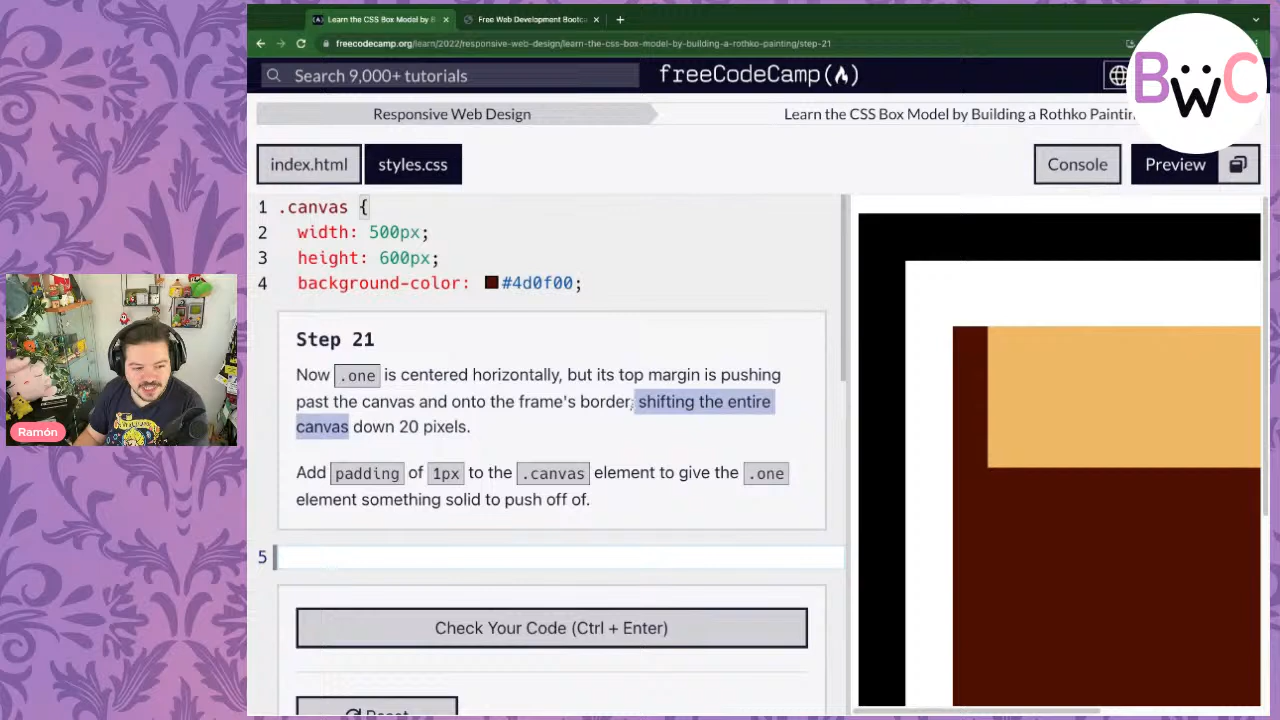 Learn the CSS Box Model by B
Free Web Development Bootc
freecodecamp.org/learn/2022/responsive-web-design/learn-the-css-box-model-by-building-a-rothko-painting/step-21
Search 9,000+ tutorials
freeCodeCamp(🔥)
BWC
Responsive Web Design
Learn the CSS Box Model by Building a Rothko Paintin
index.html
styles.css
Console
Preview
1 .canvas {
2 width: 500px;
3 height: 600px;
4 background-color: #4d0f00;
Step 21
Now .one is centered horizontally, but its top margin is pushing
past the canvas and onto the frame's border, shifting the entire
canvas down 20 pixels.
Add padding of 1px to the .canvas element to give the .one
element something solid to push off of.
5
Check Your Code (Ctrl + Enter)
Reset
Ramón